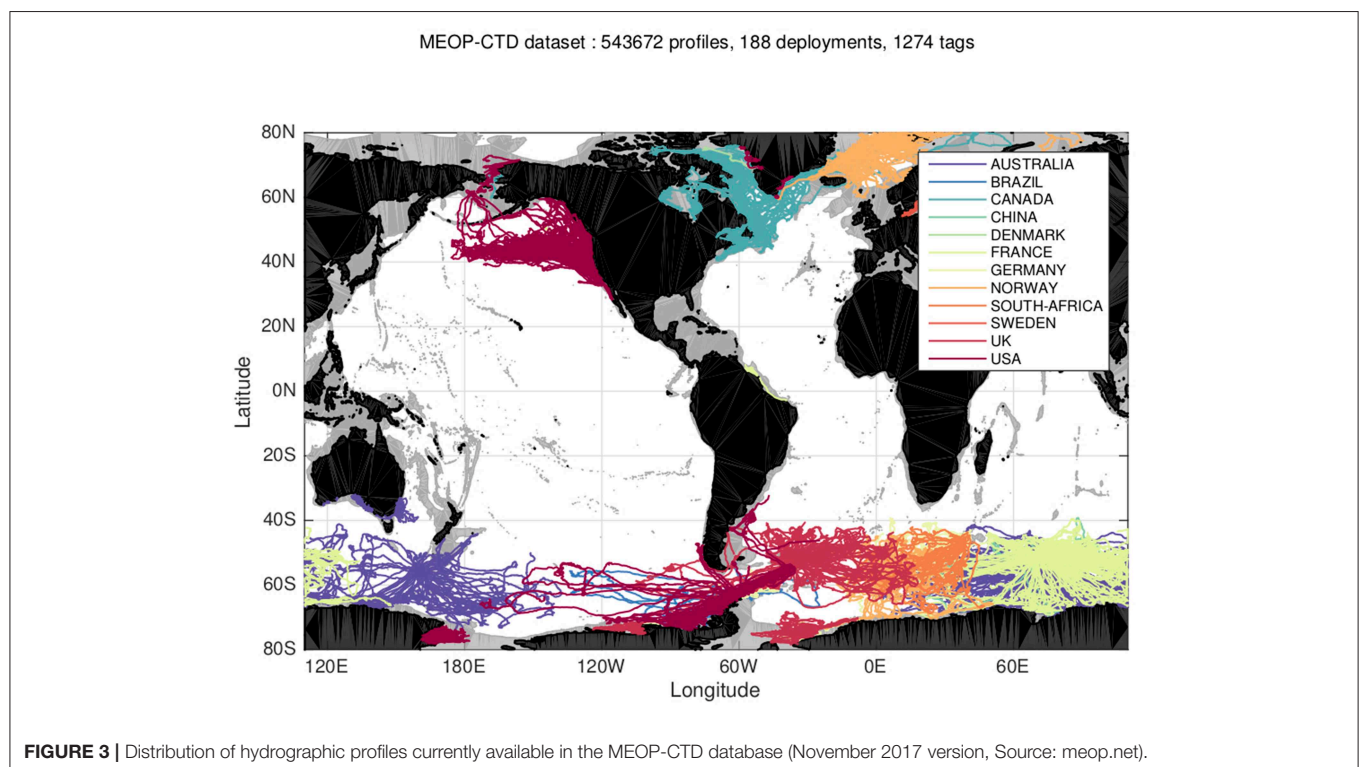 MEOP-CTD dataset : 543672 profiles, 188 deployments, 1274 tags
80N
60N
40N
20N
0N
20S
40S
60S
80S
Latitude
AUSTRALIA
BRAZIL
CANADA
CHINA
DENMARK
FRANCE
GERMANY
NORWAY
SOUTH-AFRICA
SWEDEN
UK
USA
120E 180E 120W 60W 0E 60E
Longitude
FIGURE 3 | Distribution of hydrographic profiles currently available in the MEOP-CTD database (November 2017 version, Source: meop.net).